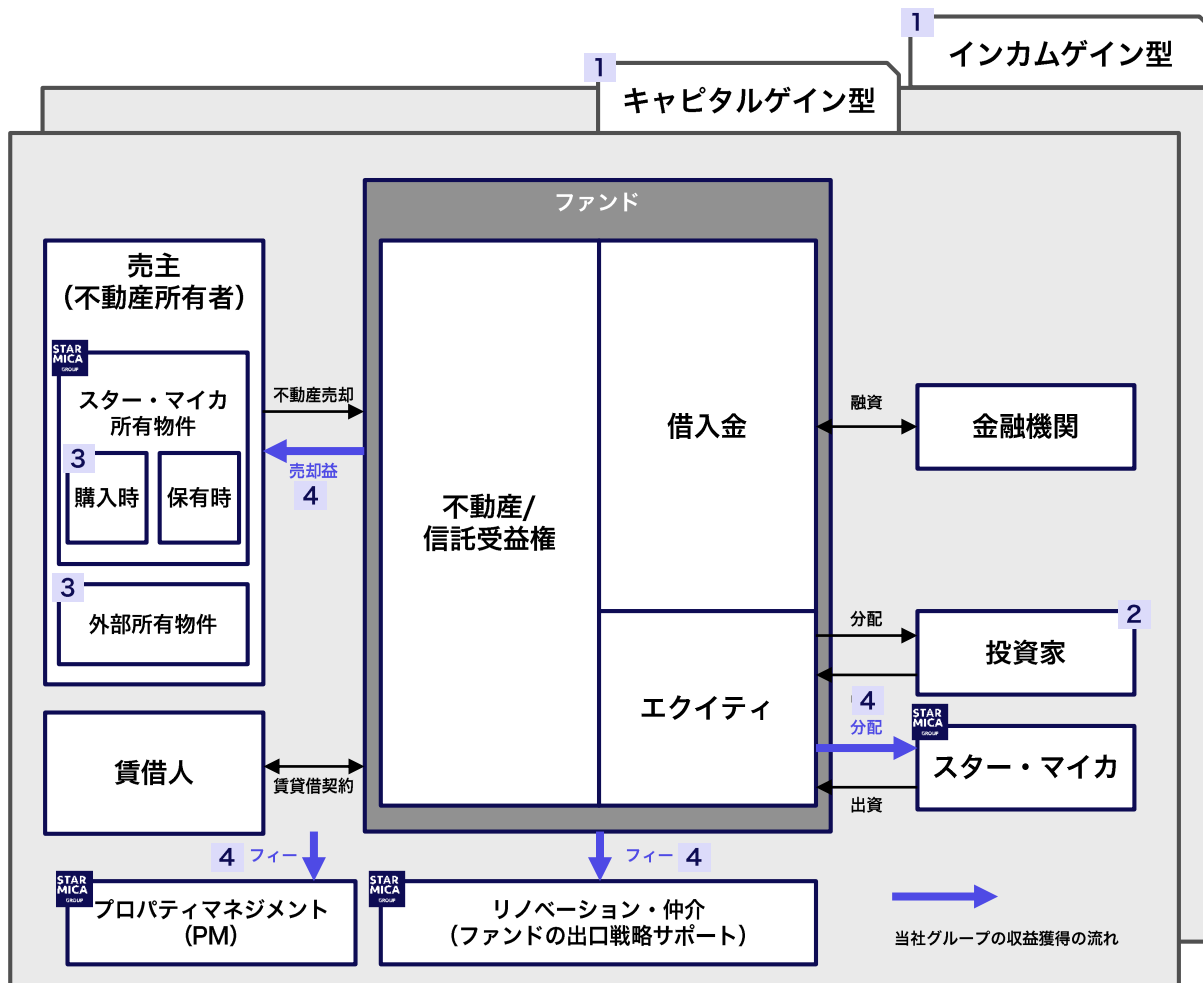 1
インカムゲイン型
1
キャピタルゲイン型
ファンド
売主
（不動産所有者）
STAR
MICA
GROUP
スター・マイカ
所有物件
3
購入時
保有時
3
外部所有物件
不動産売却
売却益
4
不動産/
信託受益権
借入金
エクイティ
融資
金融機関
分配
2
投資家
4
分配
STAR
MICA
GROUP
スター・マイカ
出資
賃借人
賃貸借契約
4 フィー
フィー 4
STAR
MICA
GROUP
プロパティマネジメント
（PM）
STAR
MICA
GROUP
リノベーション・仲介
（ファンドの出口戦略サポート）
当社グループの収益獲得の流れ